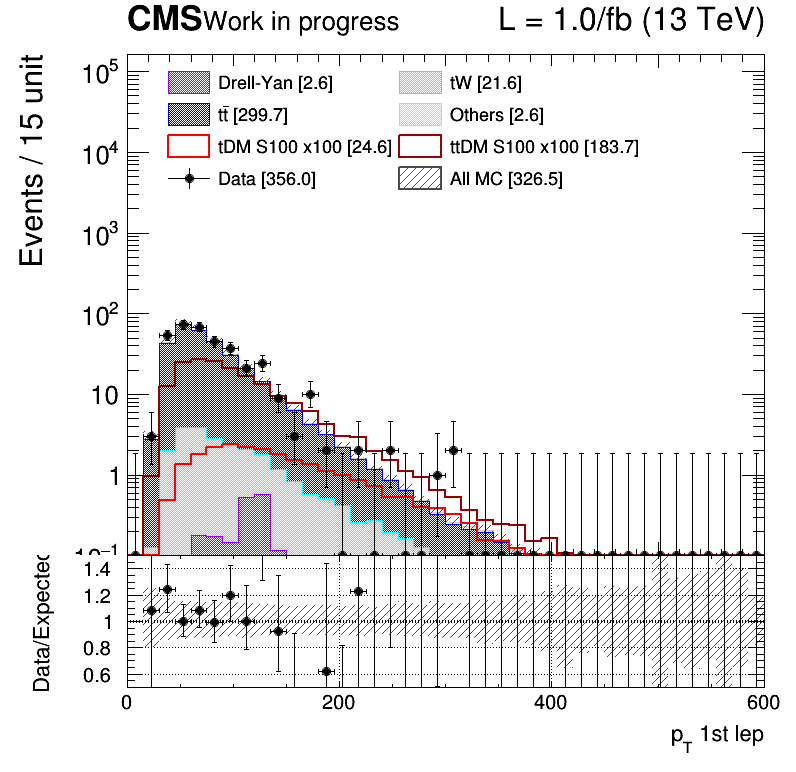 CMS Work in progress L = 1.0/fb (13 TeV)
Events / 15 unit
10⁵
10⁴
10³
10²
10
1
10⁻¹
Drell-Yan [2.6] tW [21.6]
tt̄ [299.7] Others [2.6]
tDM S100 x100 [24.6] ttDM S100 x100 [183.7]
Data [356.0] All MC [326.5]
Data/Expected
1.4
1.2
1
0.8
0.6
0 200 400 600
p_T 1st lep